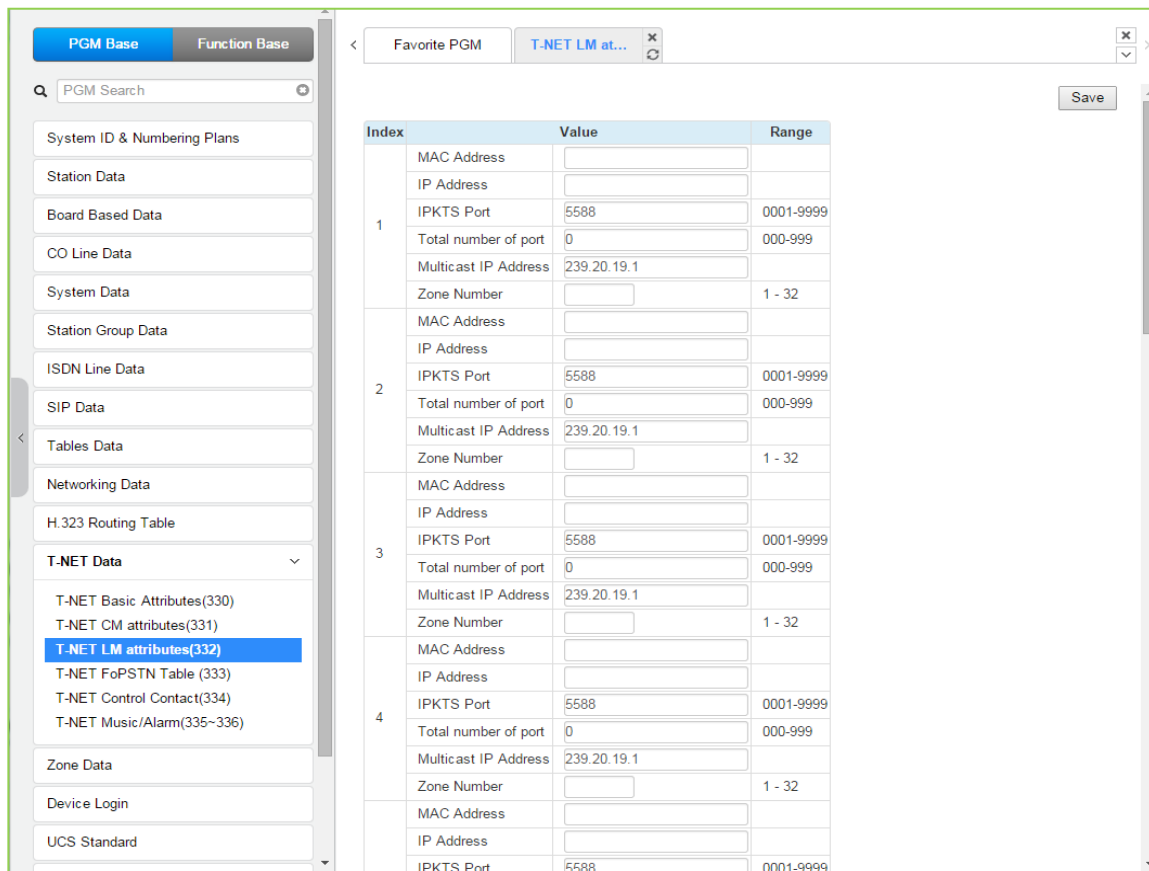 PGM Base Function Base
PGM Search
System ID & Numbering Plans
Station Data
Board Based Data
CO Line Data
System Data
Station Group Data
ISDN Line Data
SIP Data
Tables Data
Networking Data
H.323 Routing Table
T-NET Data
T-NET Basic Attributes(330)
T-NET CM attributes(331)
T-NET LM attributes(332)
T-NET FoPSTN Table (333)
T-NET Control Contact(334)
T-NET Music/Alarm(335~336)
Zone Data
Device Login
UCS Standard
Favorite PGM T-NET LM at...
Save
Index Value Range
1
MAC Address
IP Address
IPKTS Port 5588 0001-9999
Total number of port 0 000-999
Multicast IP Address 239.20.19.1
Zone Number 1 - 32
2
MAC Address
IP Address
IPKTS Port 5588 0001-9999
Total number of port 0 000-999
Multicast IP Address 239.20.19.1
Zone Number 1 - 32
3
MAC Address
IP Address
IPKTS Port 5588 0001-9999
Total number of port 0 000-999
Multicast IP Address 239.20.19.1
Zone Number 1 - 32
4
MAC Address
IP Address
IPKTS Port 5588 0001-9999
Total number of port 0 000-999
Multicast IP Address 239.20.19.1
Zone Number 1 - 32
MAC Address
IP Address
IPKTS Port 5588 0001-9999